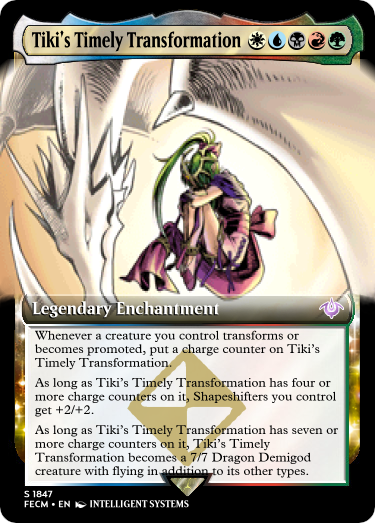 Tiki's Timely Transformation
Legendary Enchantment
Whenever a creature you control transforms or
becomes promoted, put a charge counter on Tiki's
Timely Transformation.
As long as Tiki's Timely Transformation has four or
more charge counters on it, Shapeshifters you control
get +2/+2.
As long as Tiki's Timely Transformation has seven or
more charge counters on it, Tiki's Timely
Transformation becomes a 7/7 Dragon Demigod
creature with flying in addition to its other types.
S 1847
FECM • EN INTELLIGENT SYSTEMS